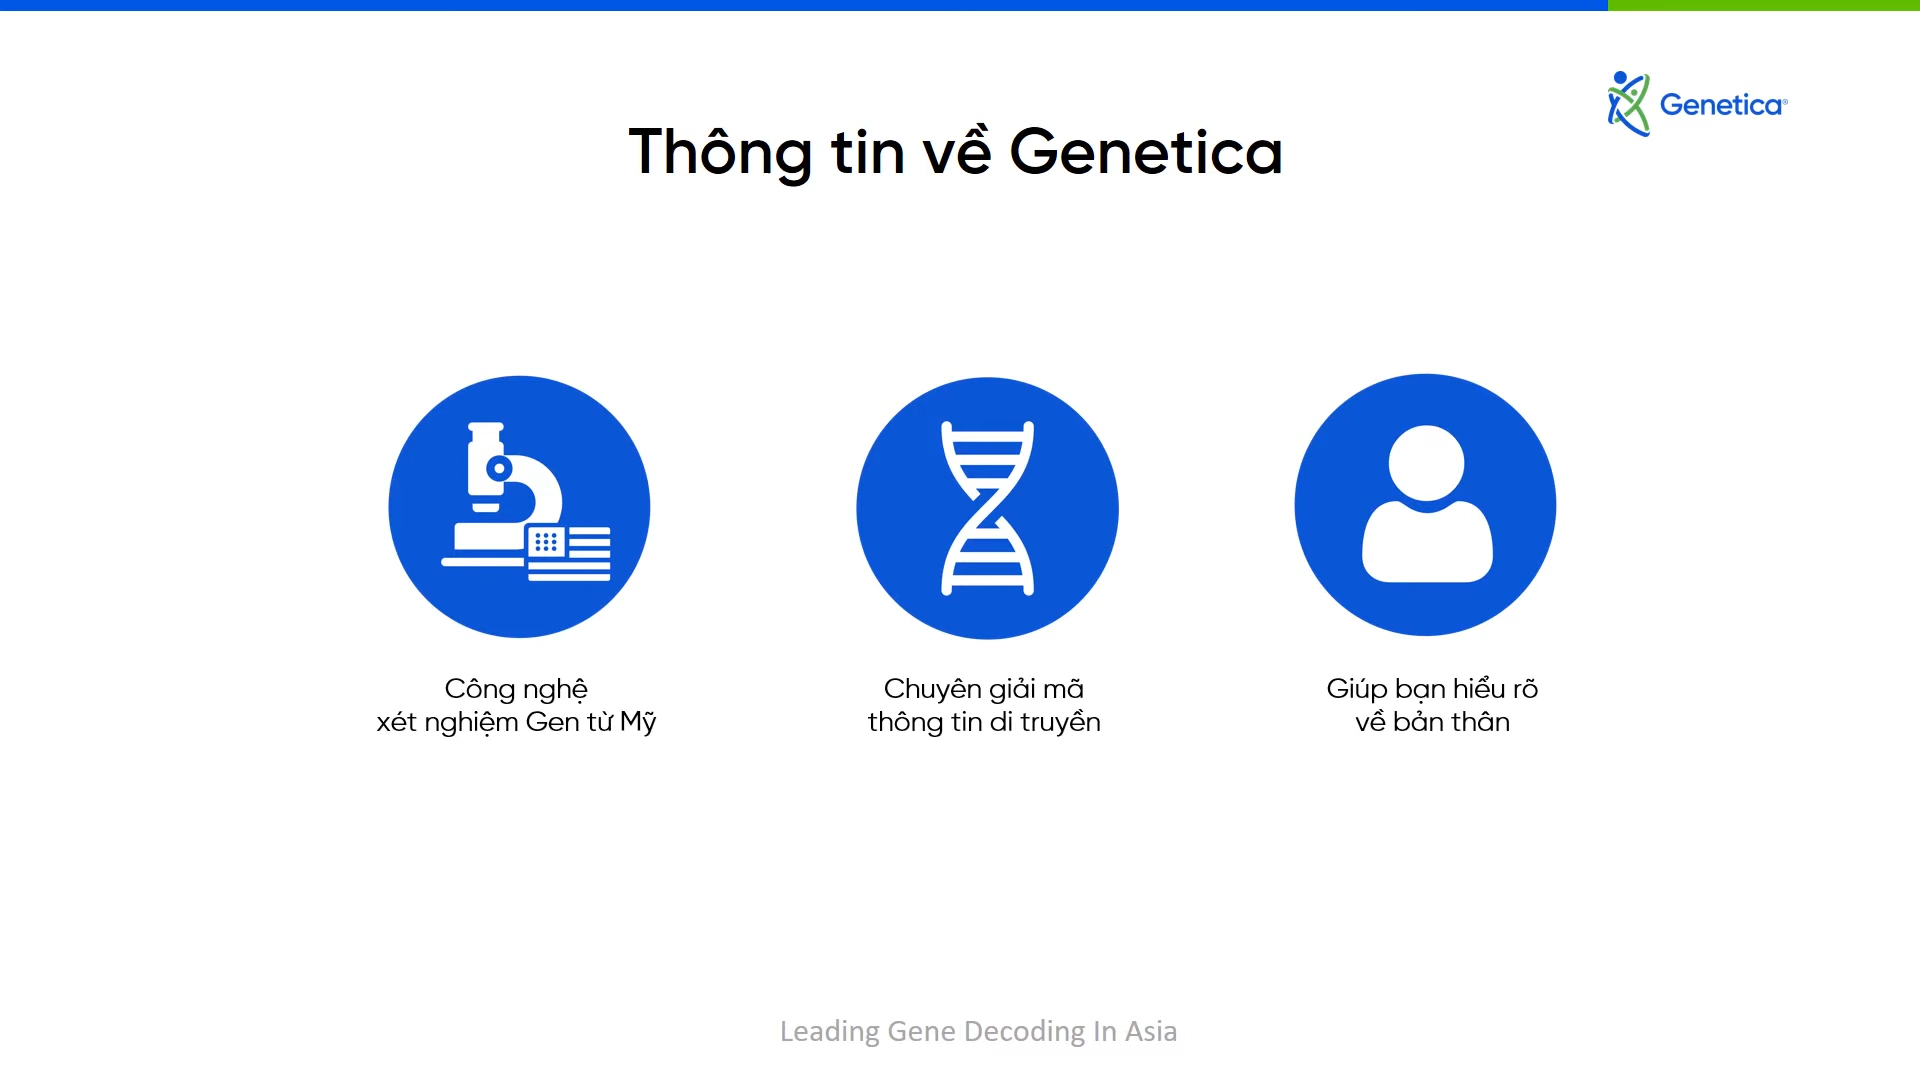 Genetica®
Thông tin về Genetica
Công nghệ
xét nghiệm Gen từ Mỹ
Chuyên giải mã
thông tin di truyền
Giúp bạn hiểu rõ
về bản thân
Leading Gene Decoding In Asia